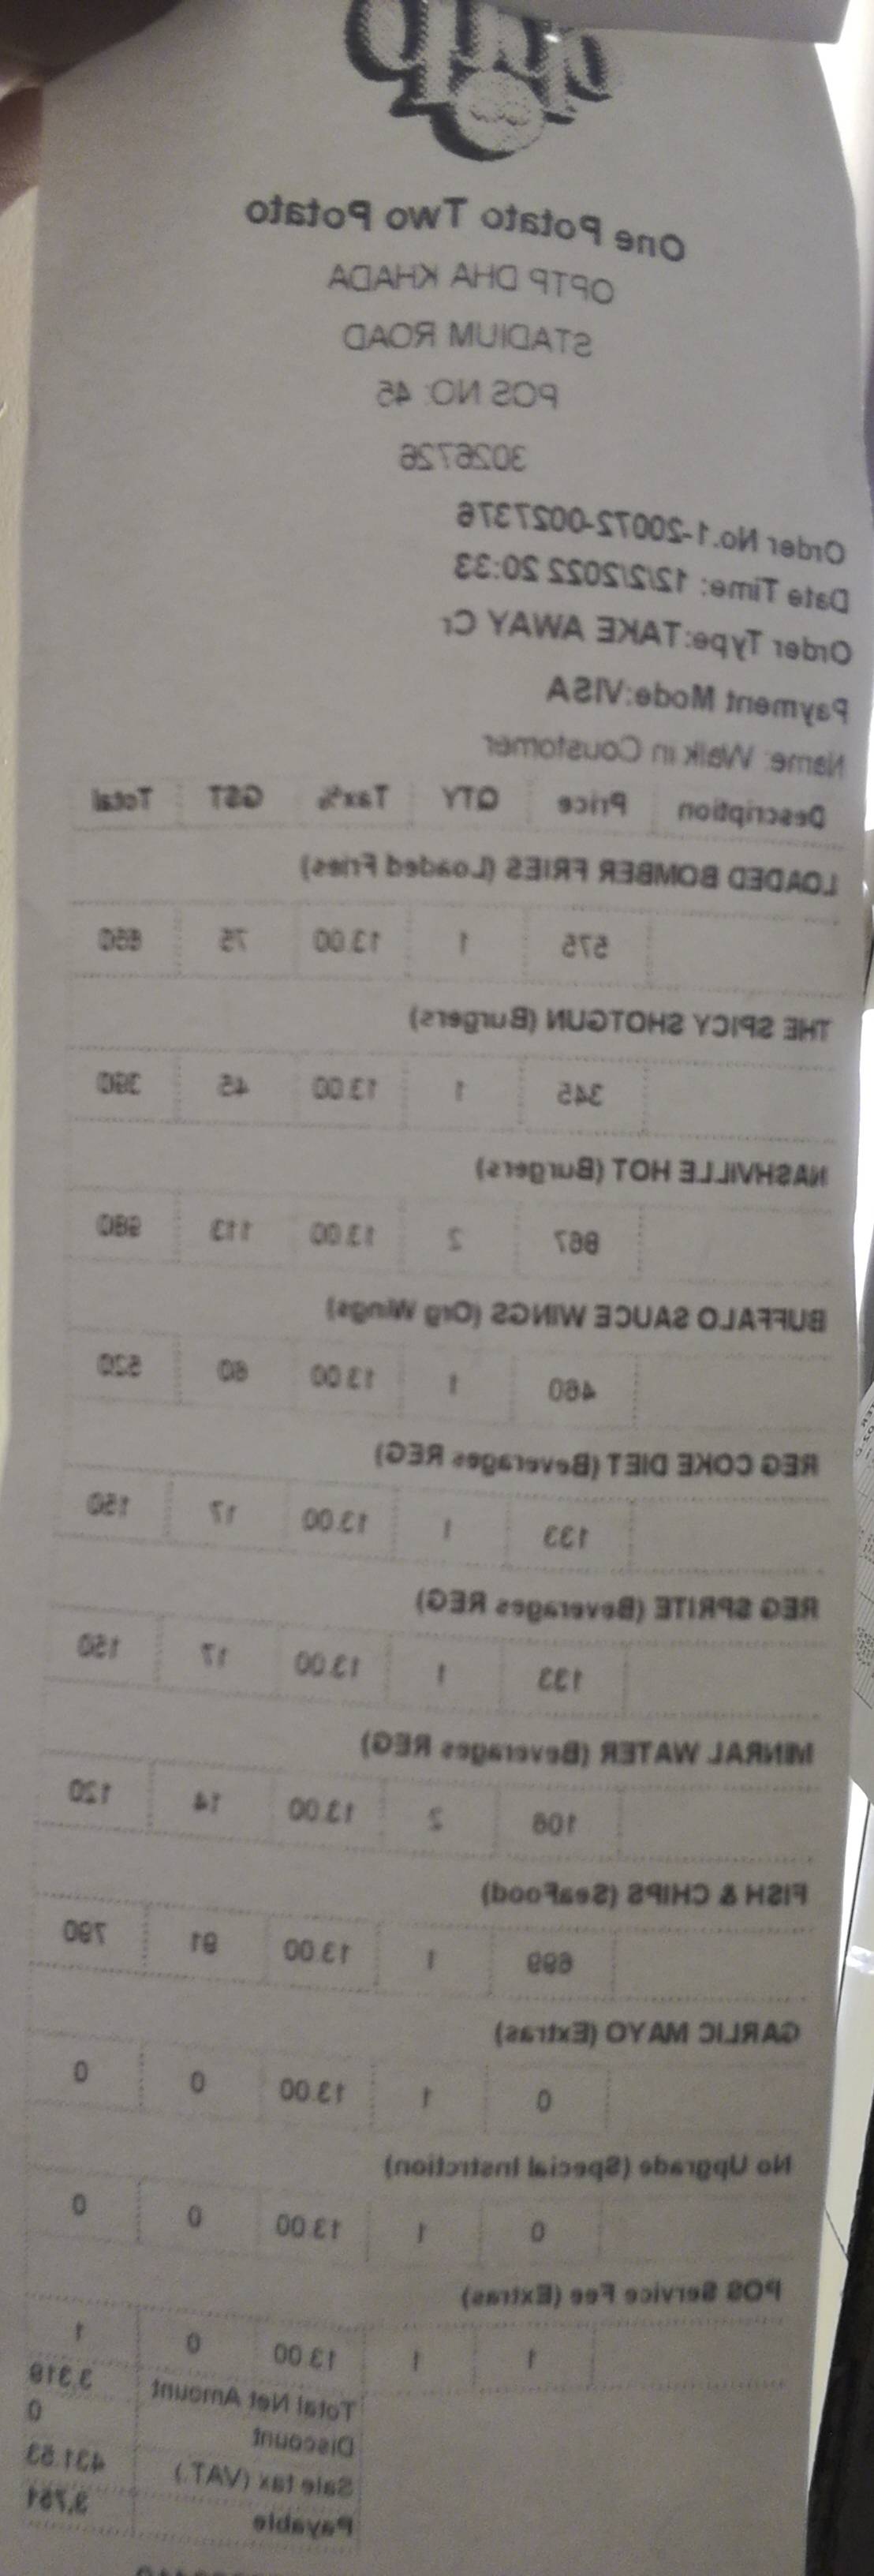 optp
One Potato Two Potato
OPTP DHA KHADA
STADIUM ROAD
POS NO: 45
3026726
Order No.1-20072-0027376
Date Time: 12/2/2022 20:33
Order Type:TAKE AWAY Cr
Payment Mode:VISA
Name: Walk in Coustomer
Description Price QTY Tax% GST Total
LOADED BOMBER FRIES (Loaded Fries)
575 1 13.00 75 650
THE SPICY SHOTGUN (Burgers)
345 1 13.00 45 390
NASHVILLE HOT (Burgers)
867 2 13.00 113 980
BUFFALO SAUCE WINGS (Org Wings)
460 1 13.00 60 520
REG COKE DIET (Beverages REG)
133 1 13.00 17 150
REG SPRITE (Beverages REG)
133 1 13.00 17 150
MINRAL WATER (Beverages REG)
106 2 13.00 14 120
FISH & CHIPS (SeaFood)
699 1 13.00 91 790
GARLIC MAYO (Extras)
0 1 13.00 0 0
No Upgrade (Special Instrction)
0 1 13.00 0 0
POS Service Fee (Extras)
1 1 13.00 0 1
Total Net Amount 3,319
Discount 0
Sale tax (VAT.) 431.53
Payable 3,751